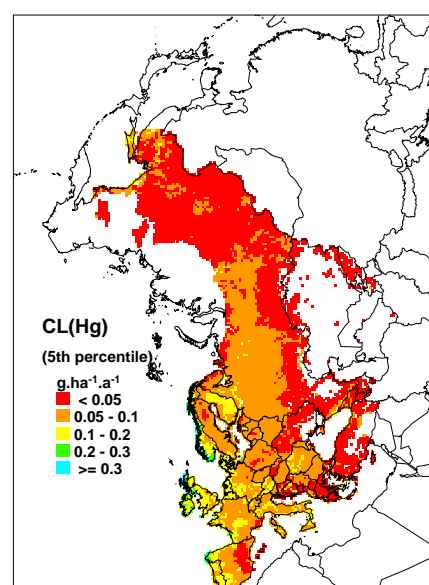 CL(Hg)
(5th percentile)
g.ha⁻¹.a⁻¹
< 0.05
0.05 - 0.1
0.1 - 0.2
0.2 - 0.3
>= 0.3